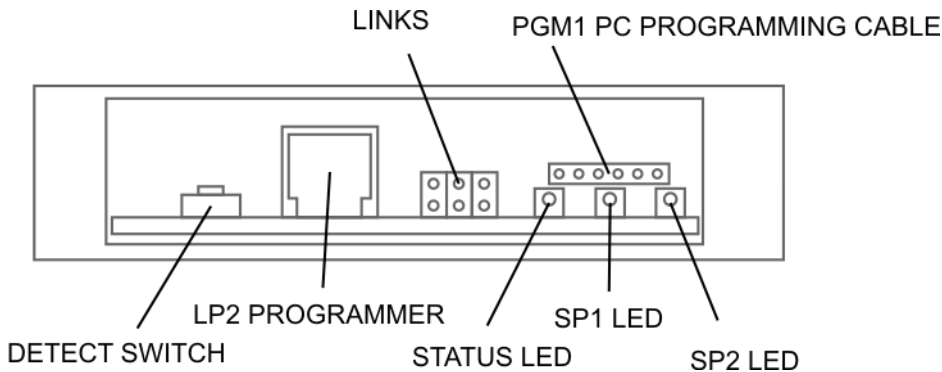 LINKS
PGM1 PC PROGRAMMING CABLE
LP2 PROGRAMMER
SP1 LED
DETECT SWITCH
STATUS LED
SP2 LED